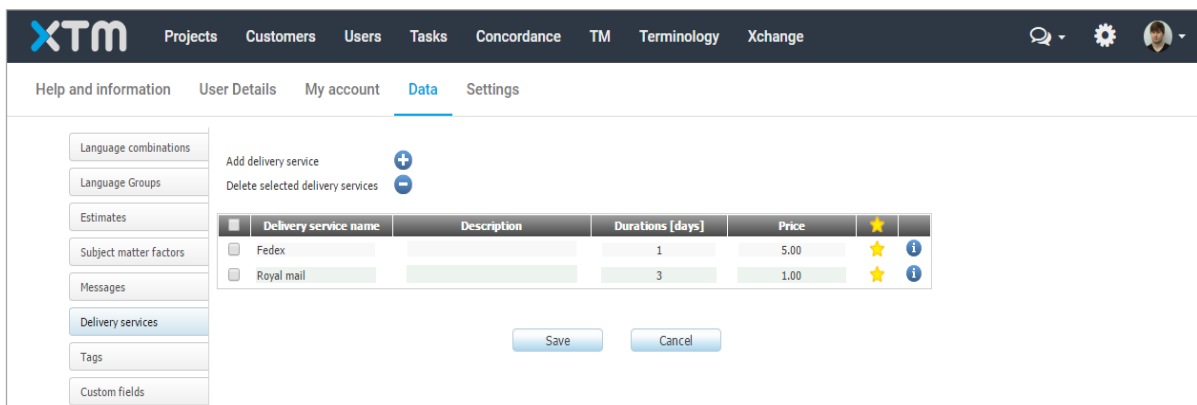 XTM Projects Customers Users Tasks Concordance TM Terminology Xchange
Help and information User Details My account Data Settings
Language combinations
Language Groups
Estimates
Subject matter factors
Messages
Delivery services
Tags
Custom fields
Add delivery service
Delete selected delivery services
Delivery service name Description Durations [days] Price
Fedex 1 5.00
Royal mail 3 1.00
Save Cancel